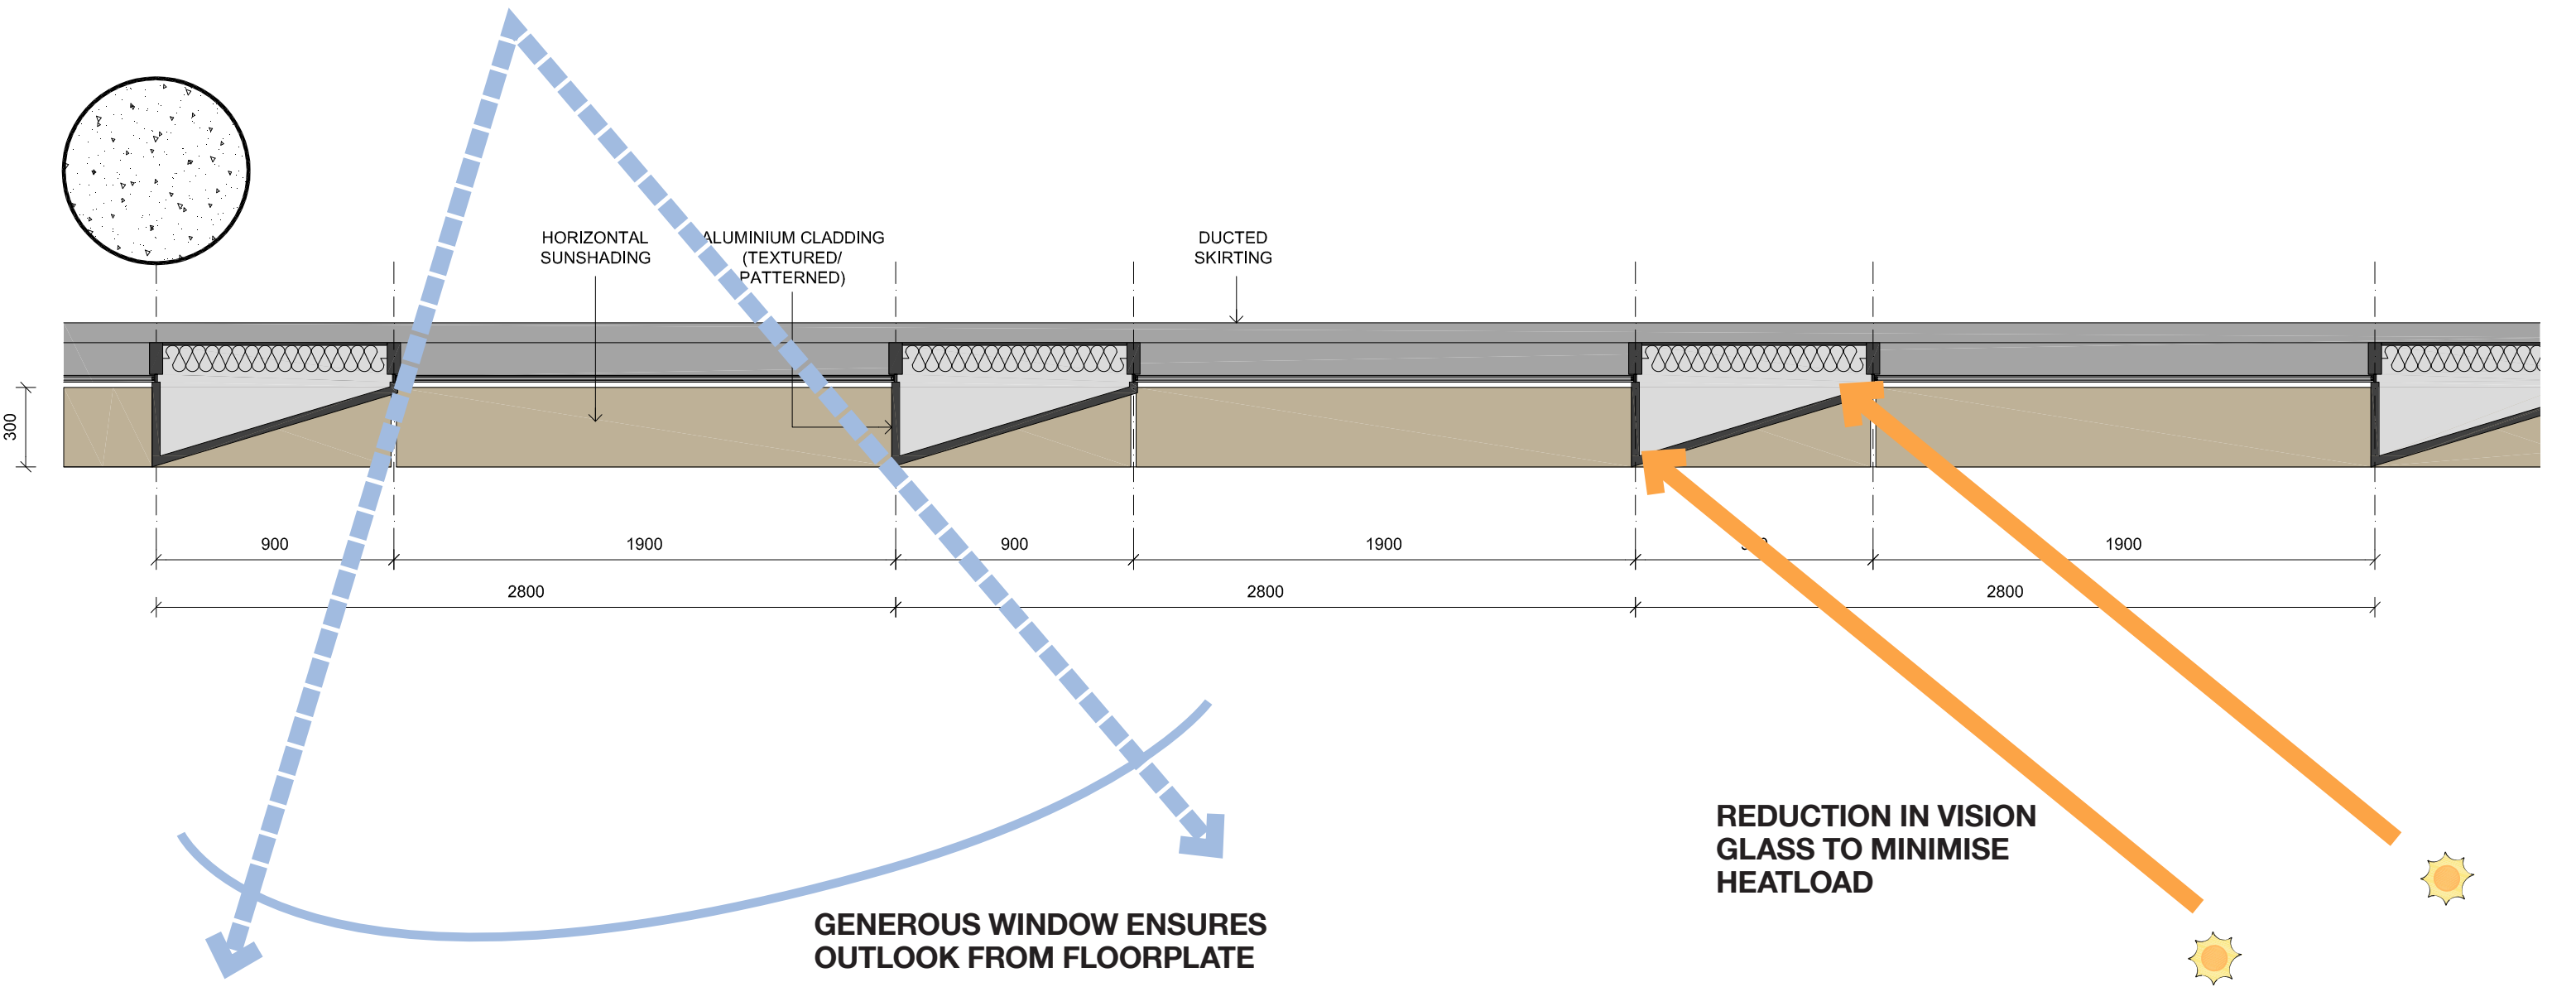 HORIZONTAL
SUNSHADING
ALUMINIUM CLADDING
(TEXTURED/
PATTERNED)
DUCTED
SKIRTING
300
900
1900
900
1900
1900
2800
2800
2800
REDUCTION IN VISION
GLASS TO MINIMISE
HEATLOAD
GENEROUS WINDOW ENSURES
OUTLOOK FROM FLOORPLATE